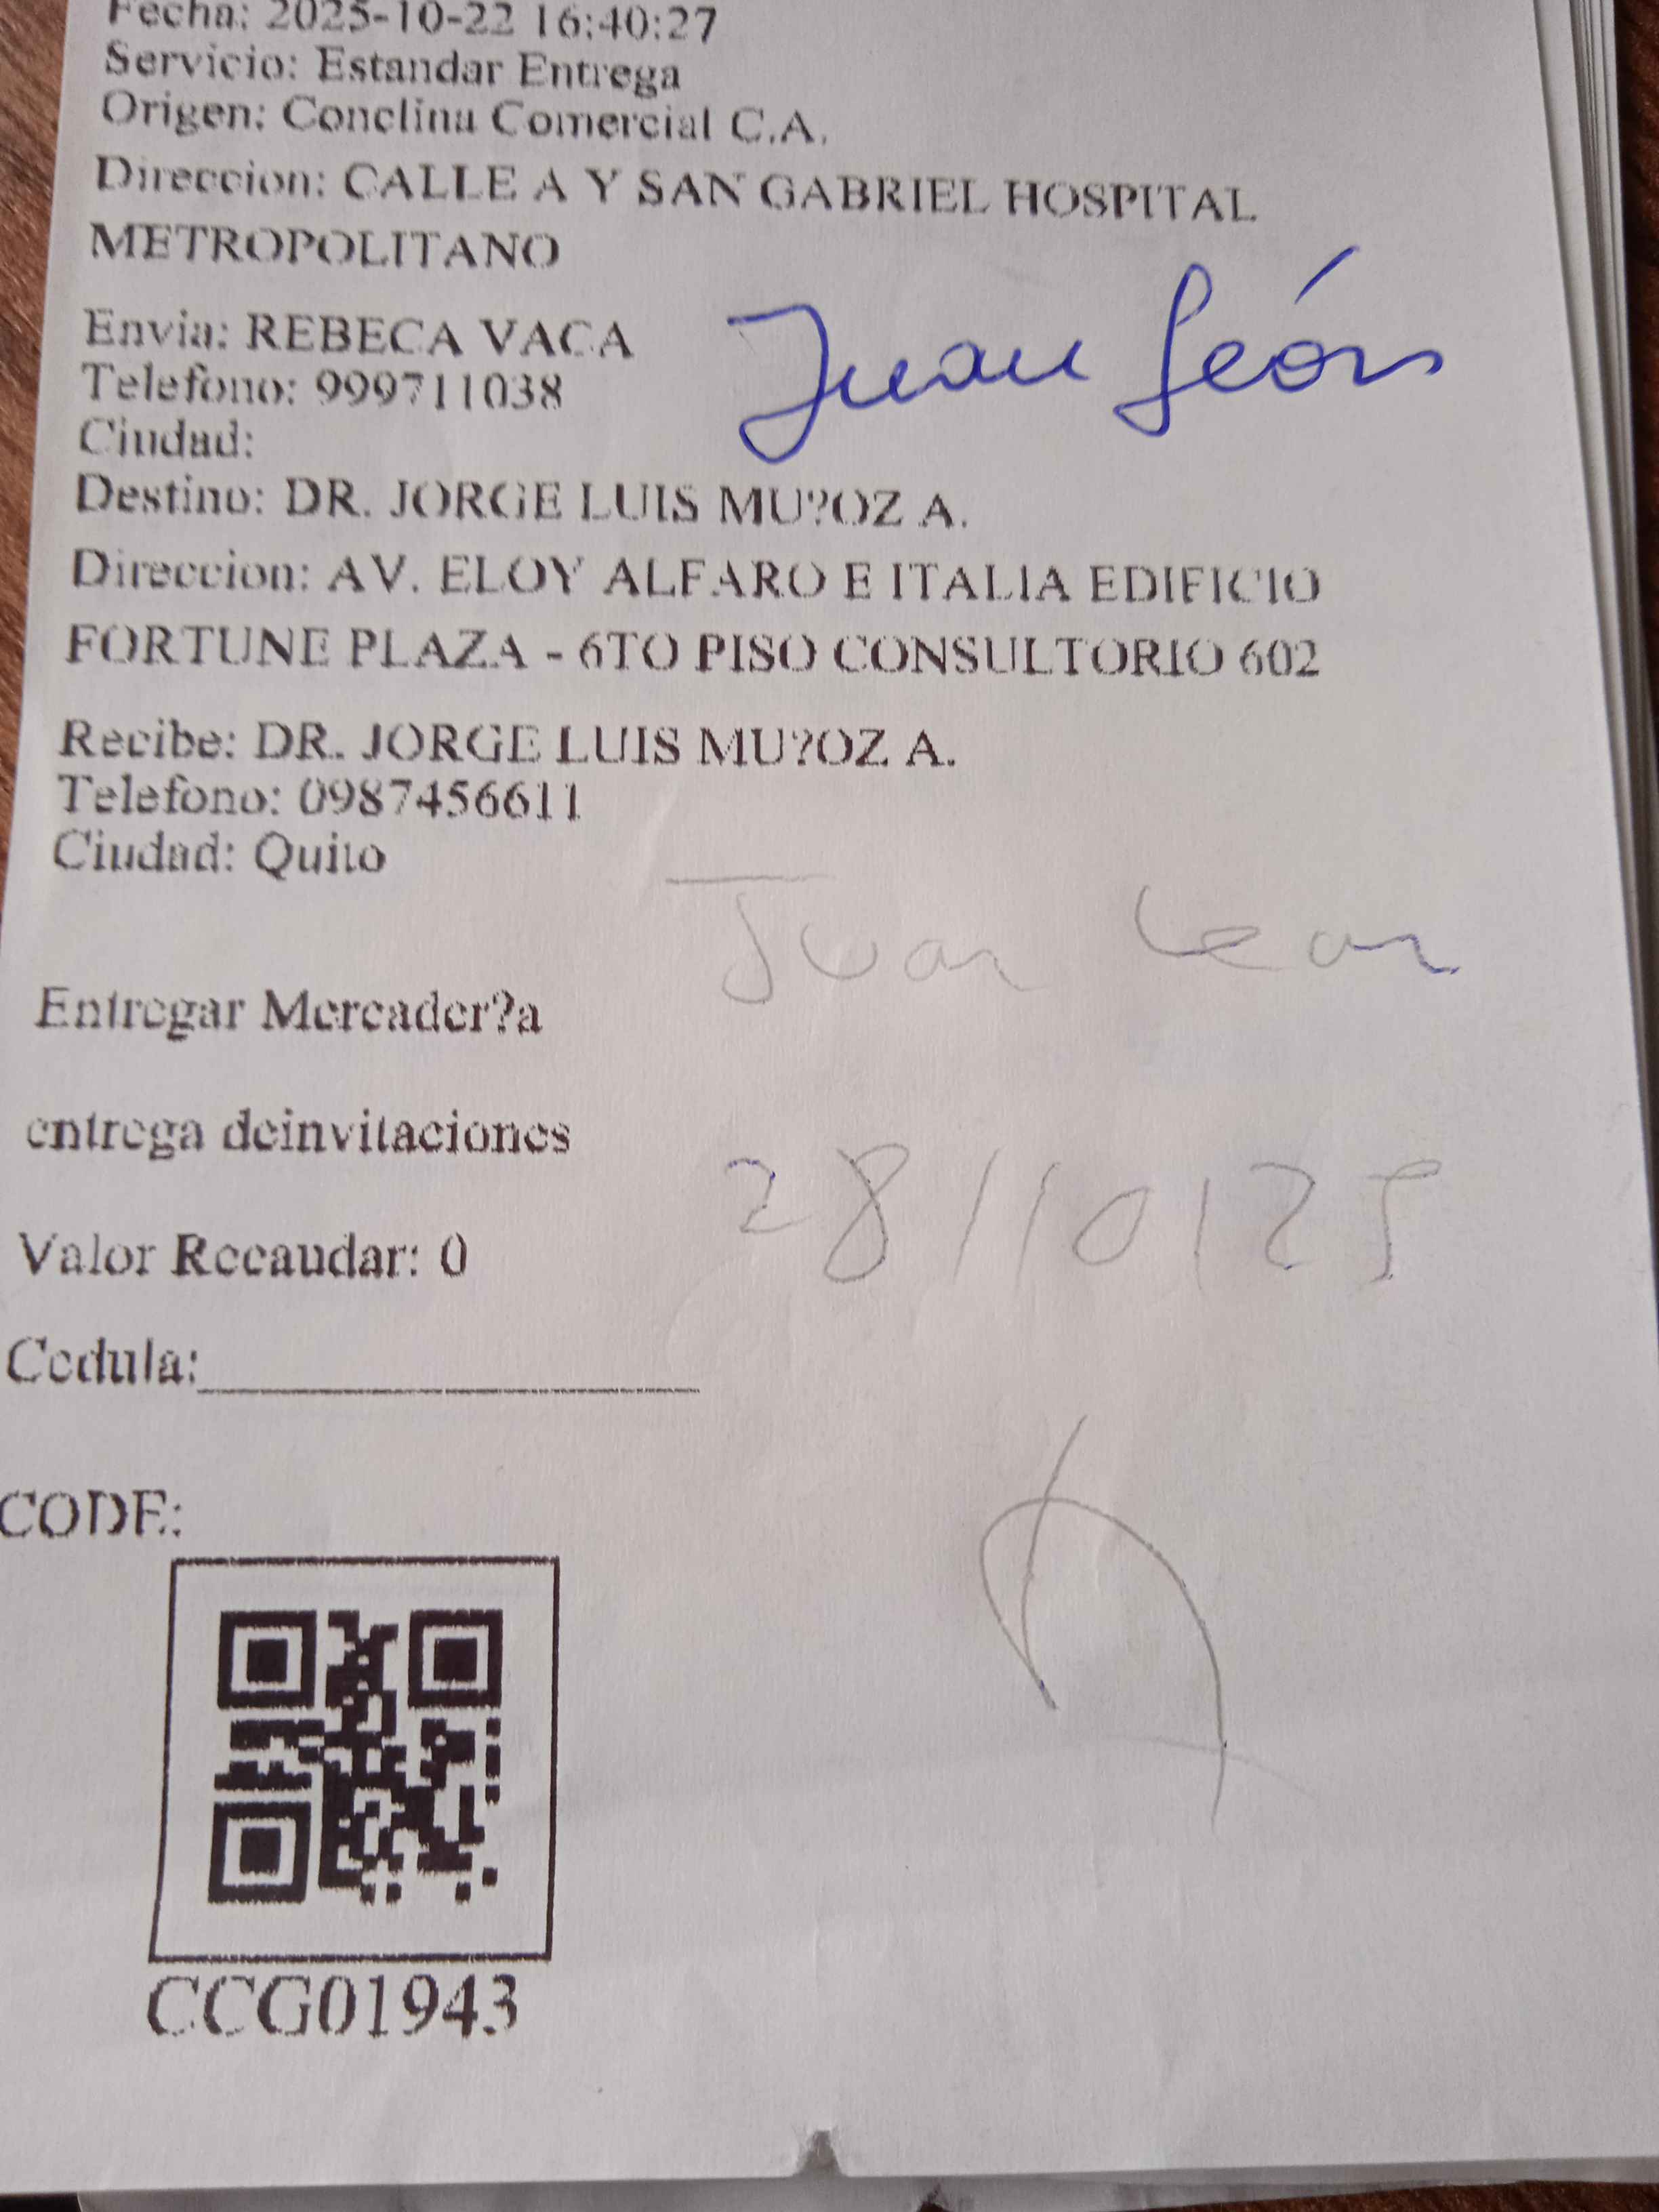 Fecha: 2025-10-22 16:40:27
Servicio: Estandar Entrega
Origen: Conclina Comercial C.A.
Direccion: CALLE A Y SAN GABRIEL HOSPITAL
METROPOLITANO
Envia: REBECA VACA
Juan León
Telefono: 999711038
Ciudad:
Destino: DR. JORGE LUIS MU?OZ A.
Direccion: AV. ELOY ALFARO E ITALIA EDIFICIO
FORTUNE PLAZA - 6TO PISO CONSULTORIO 602
Recibe: DR. JORGE LUIS MU?OZ A.
Telefono: 0987456611
Ciudad: Quito
Juan Leon
Entregar Mercader?a
entrega deinvitaciones
28/10/25
Valor Recaudar: 0
Cedula:
CODE:
CCG01943